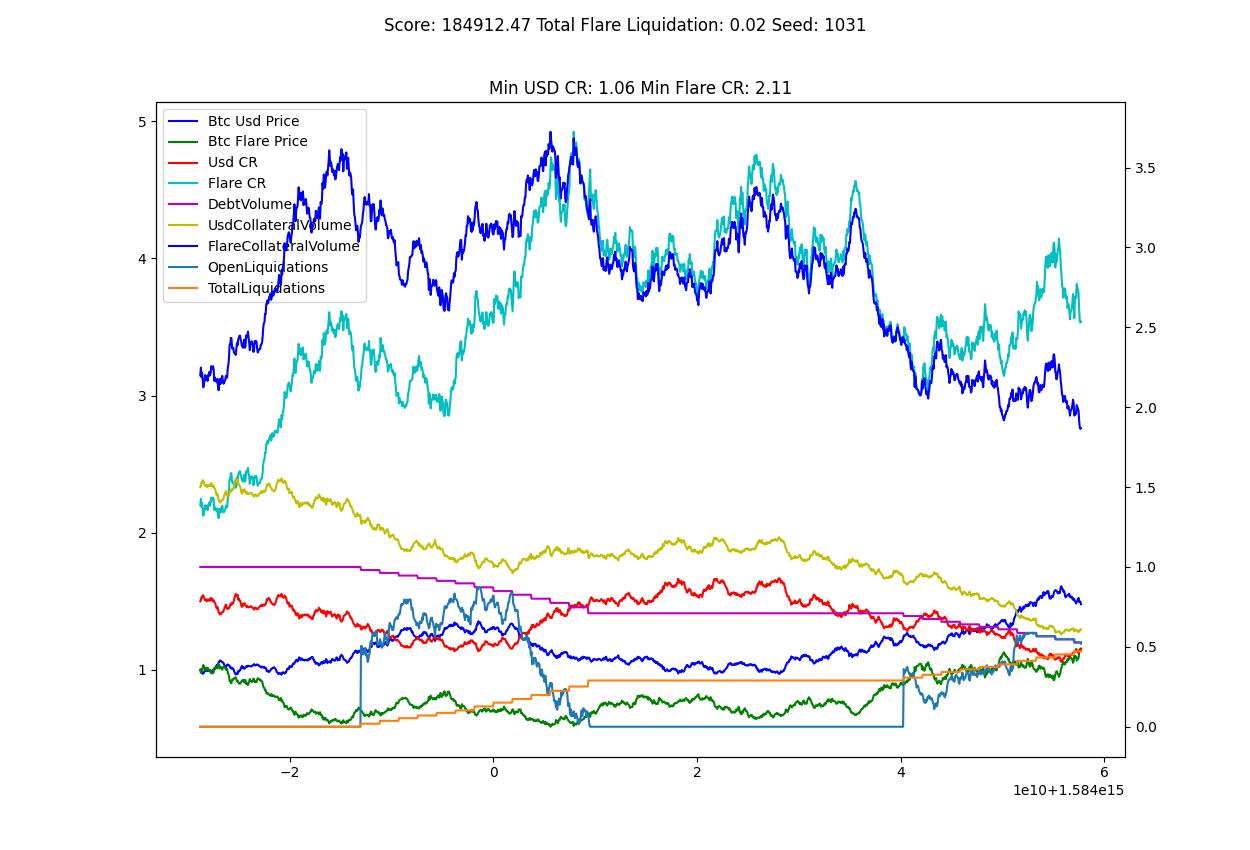 Score: 184912.47 Total Flare Liquidation: 0.02 Seed: 1031
Min USD CR: 1.06 Min Flare CR: 2.11
Btc Usd Price
Btc Flare Price
Usd CR
Flare CR
DebtVolume
UsdCollateralVolume
FlareCollateralVolume
OpenLiquidations
TotalLiquidations
5
4
3
2
1
3.5
3.0
2.5
2.0
1.5
1.0
0.5
0.0
−2 0 2 4 6
1e10+1.584e15